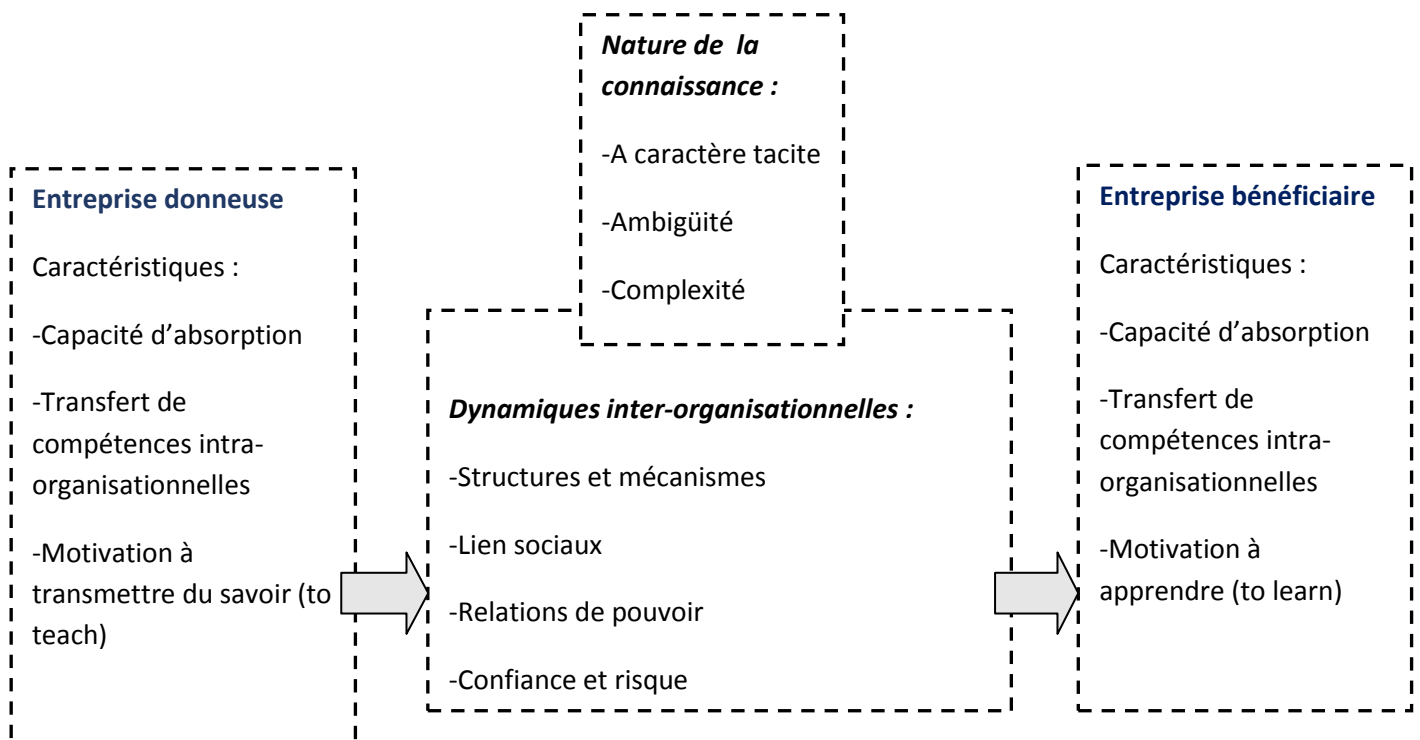 Nature de la
connaissance :
-A caractère tacite
-Ambigüité
-Complexité
Entreprise donneuse
Caractéristiques :
-Capacité d’absorption
-Transfert de
compétences intra-
organisationnelles
-Motivation à
transmettre du savoir (to
teach)
Dynamiques inter-organisationnelles :
-Structures et mécanismes
-Lien sociaux
-Relations de pouvoir
-Confiance et risque
Entreprise bénéficiaire
Caractéristiques :
-Capacité d’absorption
-Transfert de
compétences intra-
organisationnelles
-Motivation à
apprendre (to learn)